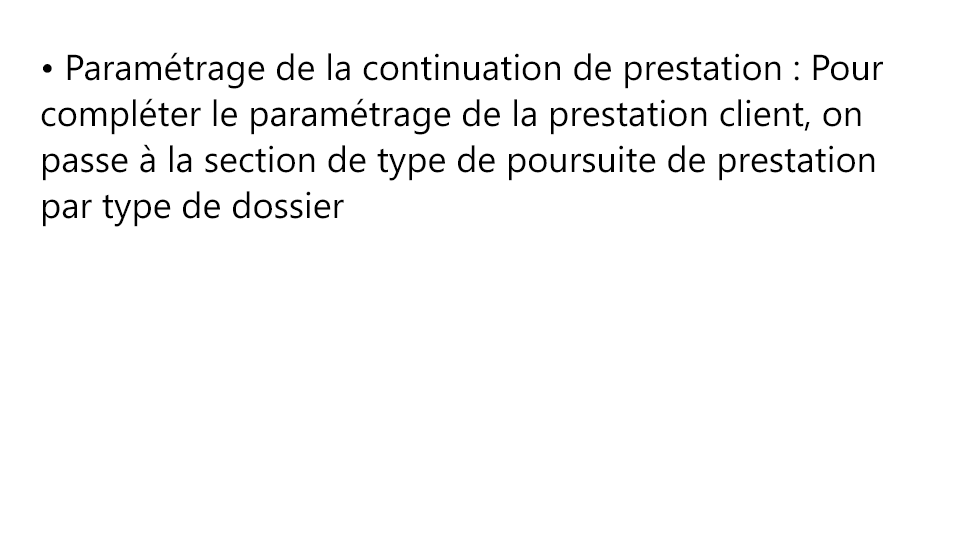 • Paramétrage de la continuation de prestation : Pour
compléter le paramétrage de la prestation client, on
passe à la section de type de poursuite de prestation
par type de dossier